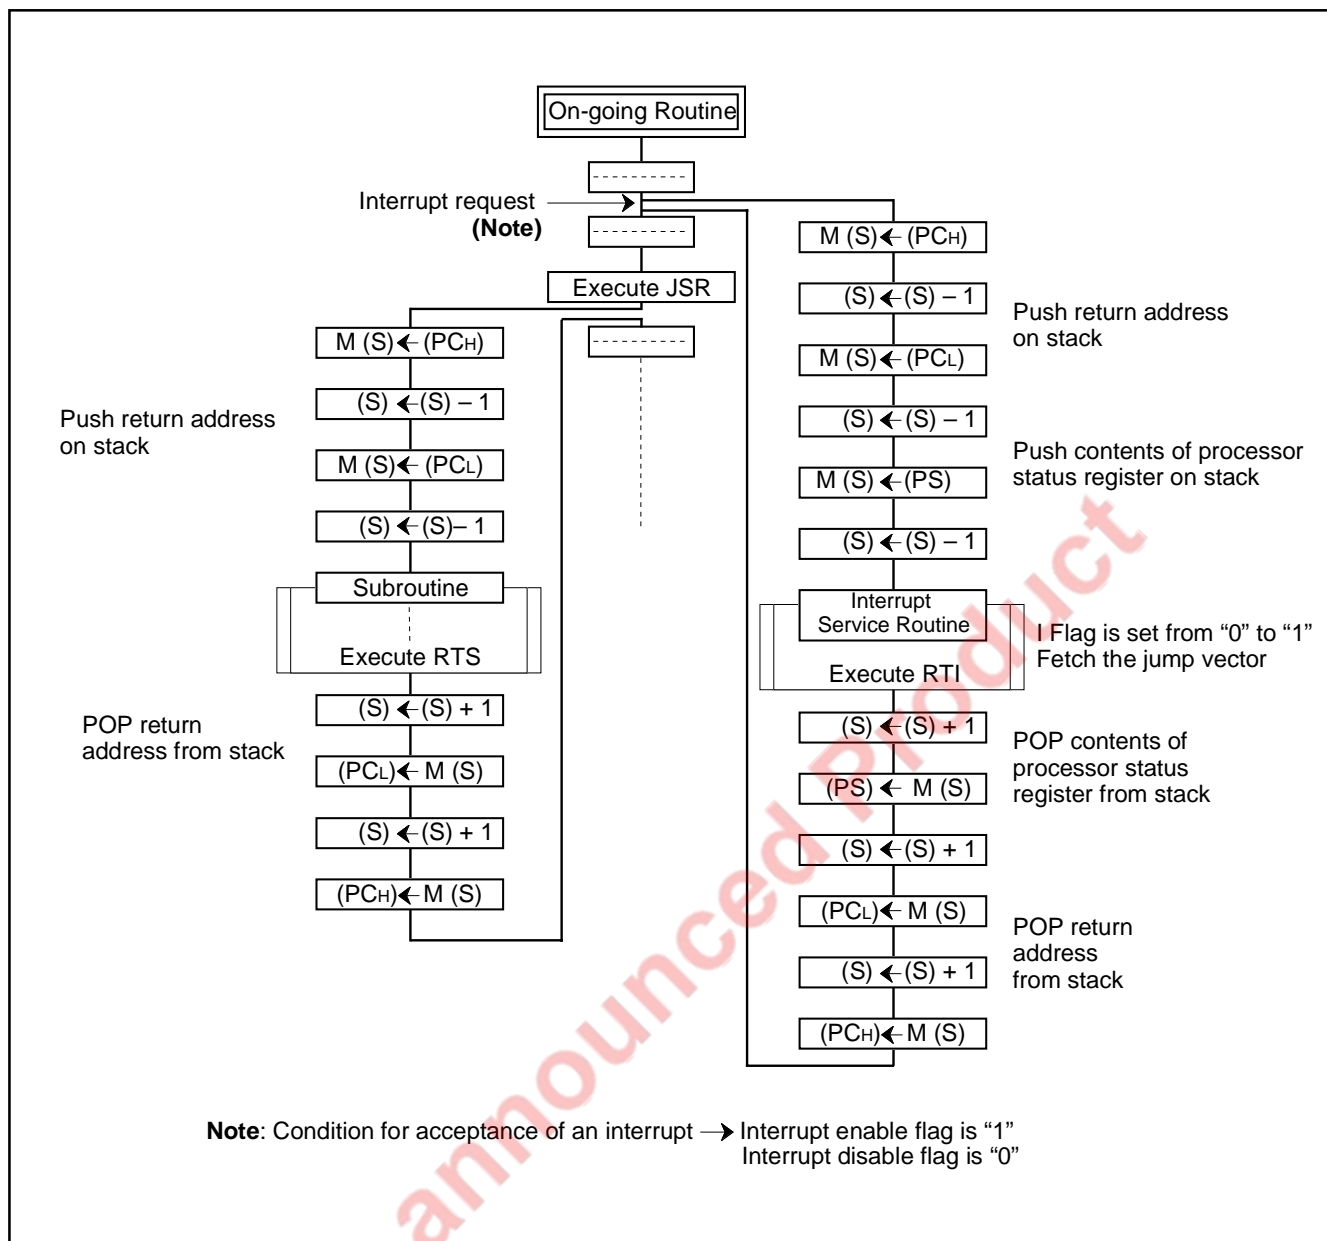 On-going Routine
Interrupt request
(Note)
Execute JSR
M (S) ← (PCH)
(S) ← (S) – 1
M (S) ← (PCL)
(S) ← (S)– 1
Push return address
on stack
Subroutine
Execute RTS
(S) ← (S) + 1
(PCL) ← M (S)
(S) ← (S) + 1
(PCH) ← M (S)
POP return
address from stack
M (S) ← (PCH)
(S) ← (S) – 1
M (S) ← (PCL)
(S) ← (S) – 1
M (S) ← (PS)
(S) ← (S) – 1
Push return address
on stack
Push contents of processor
status register on stack
Interrupt
Service Routine
Execute RTI
I Flag is set from “0” to “1”
Fetch the jump vector
(S) ← (S) + 1
(PS) ← M (S)
(S) ← (S) + 1
(PCL) ← M (S)
(S) ← (S) + 1
(PCH) ← M (S)
POP contents of
processor status
register from stack
POP return
address
from stack
Note: Condition for acceptance of an interrupt → Interrupt enable flag is “1”
Interrupt disable flag is “0”
announced Product